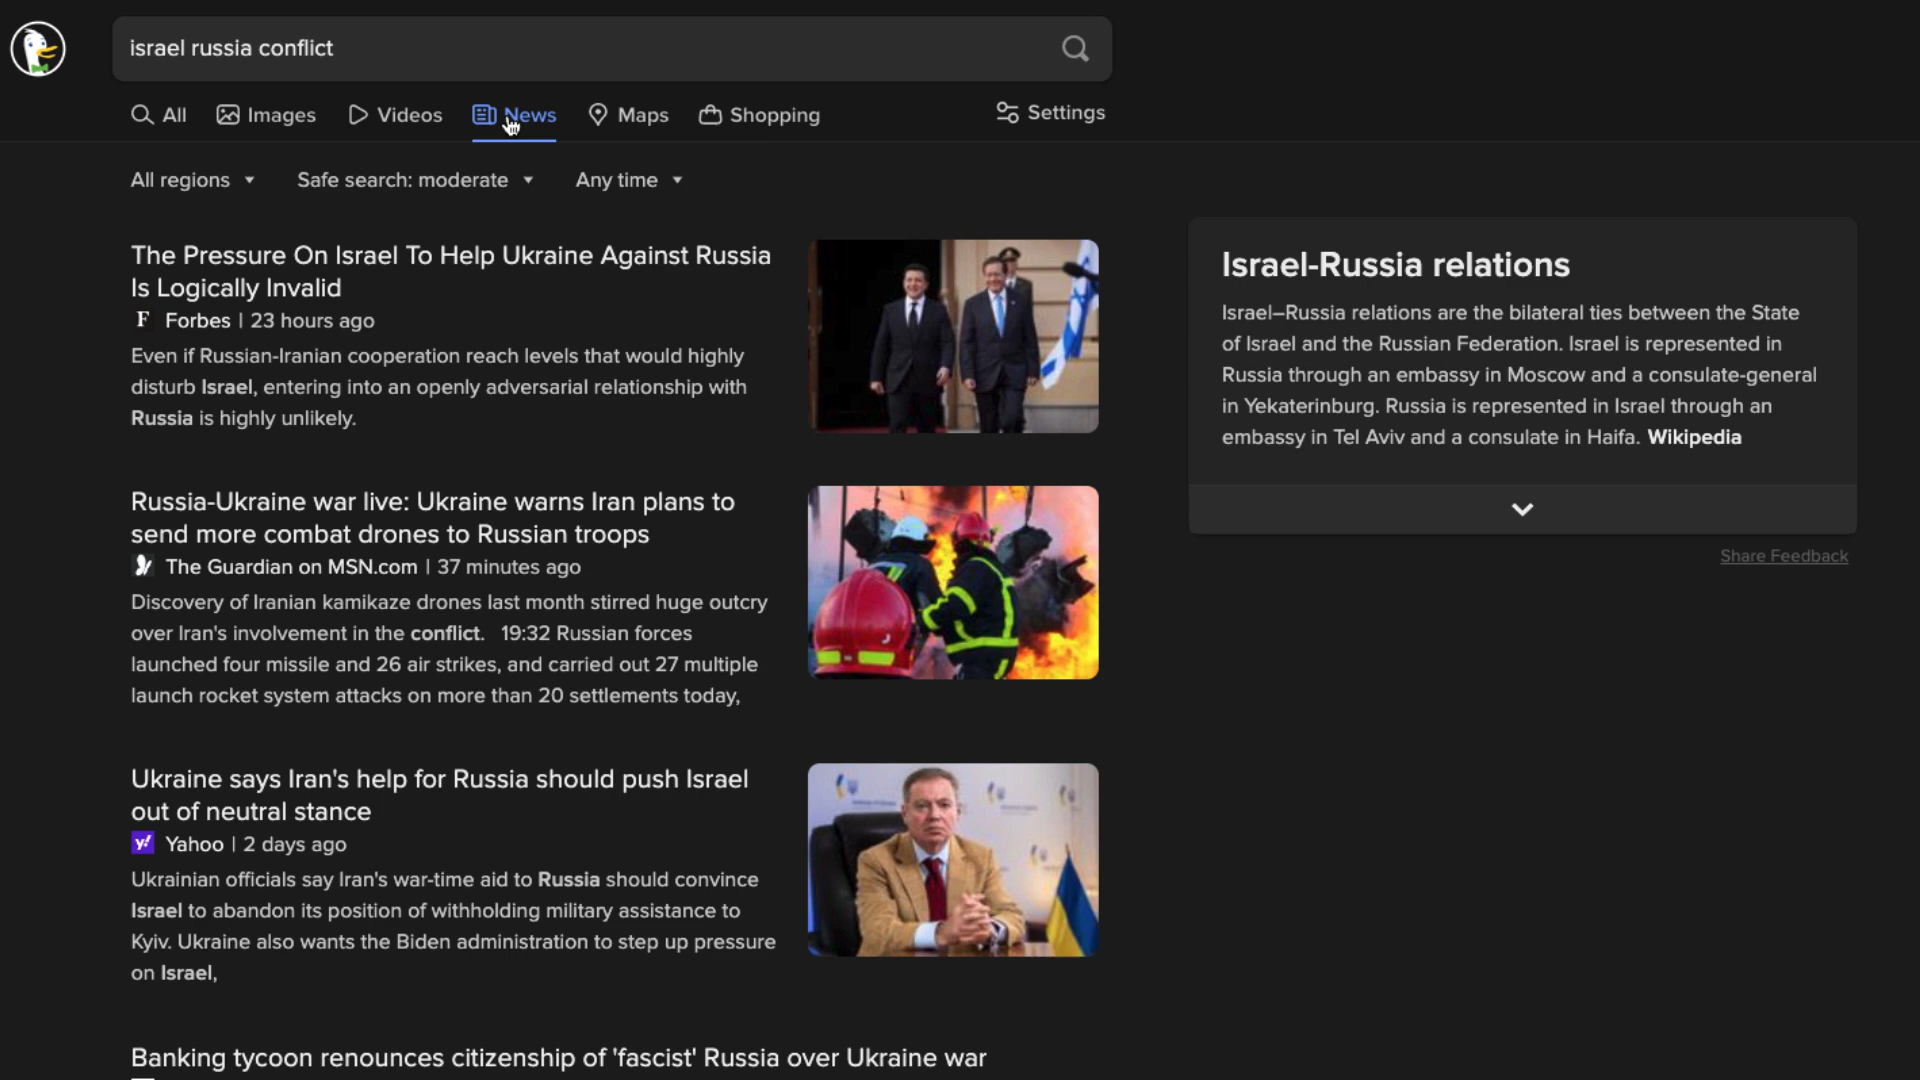 israel russia conflict
All Images Videos News Maps Shopping Settings
All regions Safe search: moderate Any time
The Pressure On Israel To Help Ukraine Against Russia
Is Logically Invalid
F Forbes | 23 hours ago
Even if Russian-Iranian cooperation reach levels that would highly
disturb Israel, entering into an openly adversarial relationship with
Russia is highly unlikely.
Russia-Ukraine war live: Ukraine warns Iran plans to
send more combat drones to Russian troops
The Guardian on MSN.com | 37 minutes ago
Discovery of Iranian kamikaze drones last month stirred huge outcry
over Iran's involvement in the conflict. 19:32 Russian forces
launched four missile and 26 air strikes, and carried out 27 multiple
launch rocket system attacks on more than 20 settlements today,
Ukraine says Iran's help for Russia should push Israel
out of neutral stance
y! Yahoo | 2 days ago
Ukrainian officials say Iran's war-time aid to Russia should convince
Israel to abandon its position of withholding military assistance to
Kyiv. Ukraine also wants the Biden administration to step up pressure
on Israel,
Banking tycoon renounces citizenship of 'fascist' Russia over Ukraine war
Israel-Russia relations
Israel–Russia relations are the bilateral ties between the State
of Israel and the Russian Federation. Israel is represented in
Russia through an embassy in Moscow and a consulate-general
in Yekaterinburg. Russia is represented in Israel through an
embassy in Tel Aviv and a consulate in Haifa. Wikipedia
Share Feedback